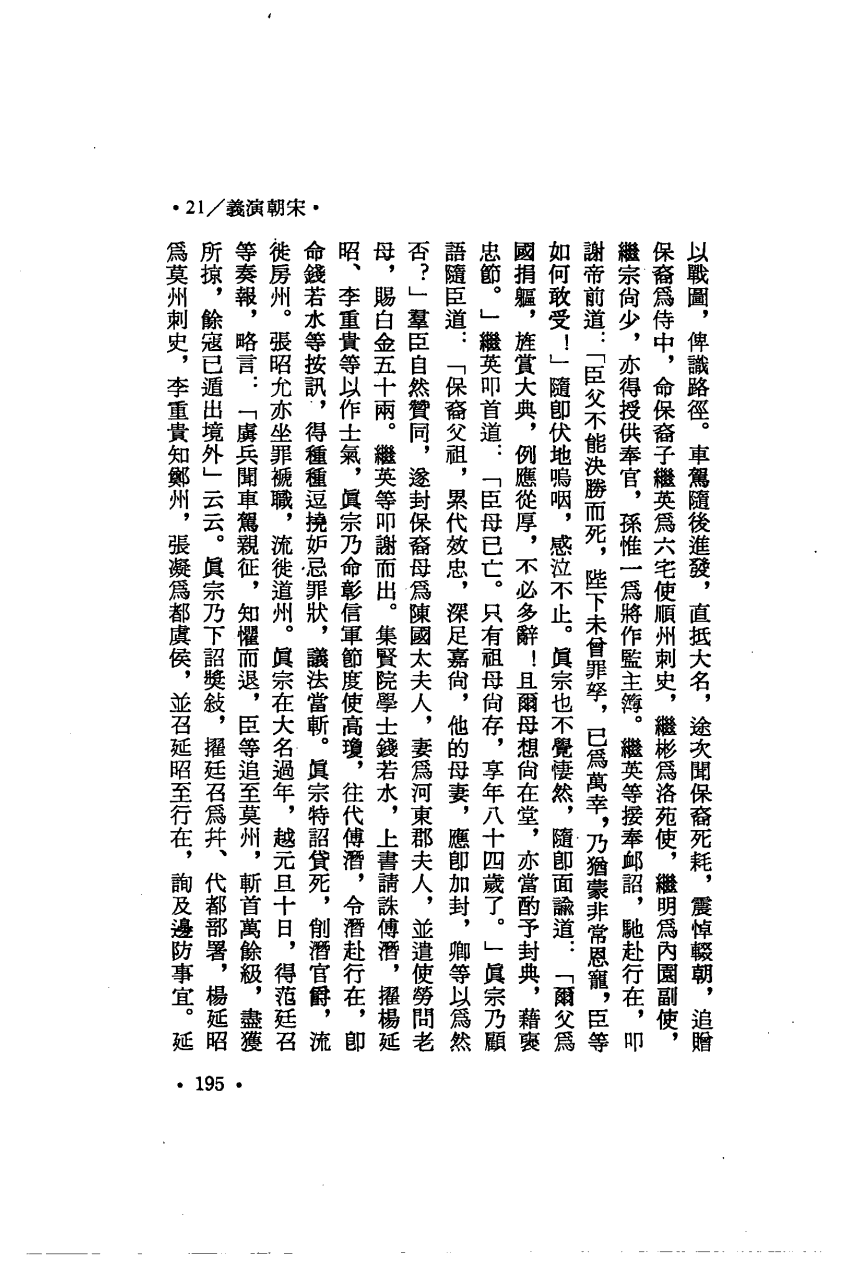 •21／義演朝宋•
以戰圖，俾識路徑。車駕隨後進發，直抵大名，途次聞保裔死耗，震悼輟朝，追贈
保裔爲侍中，命保裔子繼英爲六宅使順州刺史，繼彬爲洛苑使，繼明爲內園副使，
繼宗尙少，亦得授供奉官，孫惟一爲將作監主簿。繼英等接奉卹詔，馳赴行在，叩
謝帝前道：「臣父不能決勝而死，陛下未曾罪孥，已爲萬幸，乃猶蒙非常恩寵，臣等
如何敢受！」隨卽伏地嗚咽，感泣不止。眞宗也不覺悽然，隨卽面諭道：「爾父爲
國捐軀，旌賞大典，例應從厚，不必多辭！且爾母想尙在堂，亦當酌予封典，藉褒
忠節。」繼英叩首道：「臣母已亡。只有祖母尙存，享年八十四歲了。」眞宗乃顧
語隨臣道：「保裔父祖，累代效忠，深足嘉尙，他的母妻，應卽加封，卿等以爲然
否？」羣臣自然贊同，遂封保裔母爲陳國太夫人，妻爲河東郡夫人，並遣使勞問老
母，賜白金五十兩。繼英等叩謝而出。集賢院學士錢若水，上書請誅傅潛，擢楊延
昭、李重貴等以作士氣，眞宗乃命彰信軍節度使高瓊，往代傅潛，令潛赴行在，卽
命錢若水等按訊，得種種逗撓妒忌罪狀，議法當斬。眞宗特詔貸死，削潛官爵，流
徙房州。張昭允亦坐罪褫職，流徙道州。眞宗在大名過年，越元旦十日，得范廷召
等奏報，略言：「虜兵聞車駕親征，知懼而退，臣等追至莫州，斬首萬餘級，盡獲
所掠，餘寇已遁出境外」云云。眞宗乃下詔獎敍，擢廷召爲幷、代都部署，楊延昭
爲莫州刺史，李重貴知鄭州，張凝爲都虞侯，並召延昭至行在，詢及邊防事宜。延
• 195 •